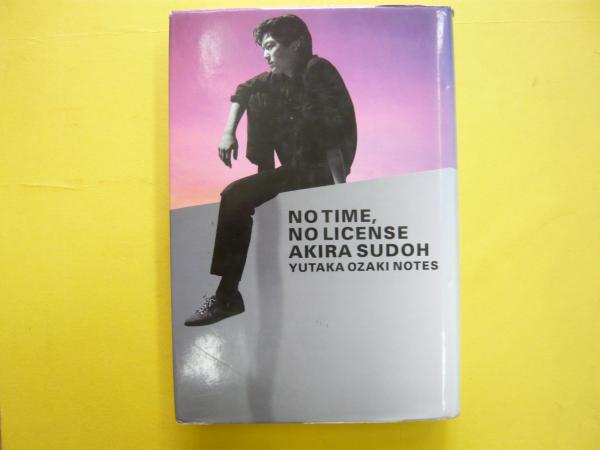 NO TIME,
NO LICENSE
AKIRA SUDOH
YUTAKA OZAKI NOTES